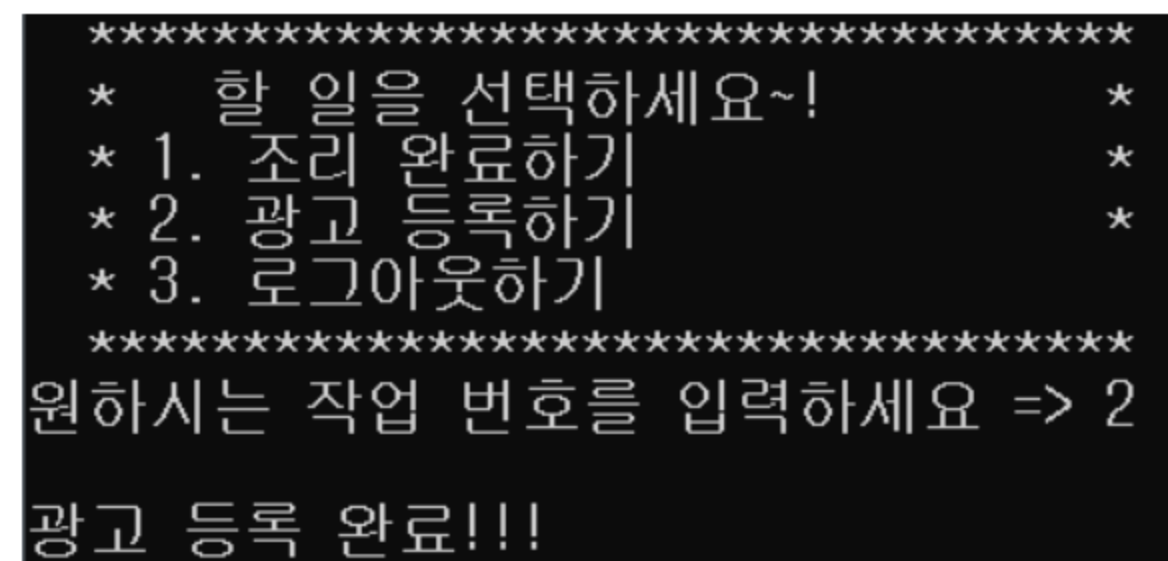 **********************************
*   할 일을 선택하세요~!                   *
* 1. 조리 완료하기                               *
* 2. 광고 등록하기                               *
* 3. 로그아웃하기
**********************************
원하시는 작업 번호를 입력하세요 => 2
광고 등록 완료!!!